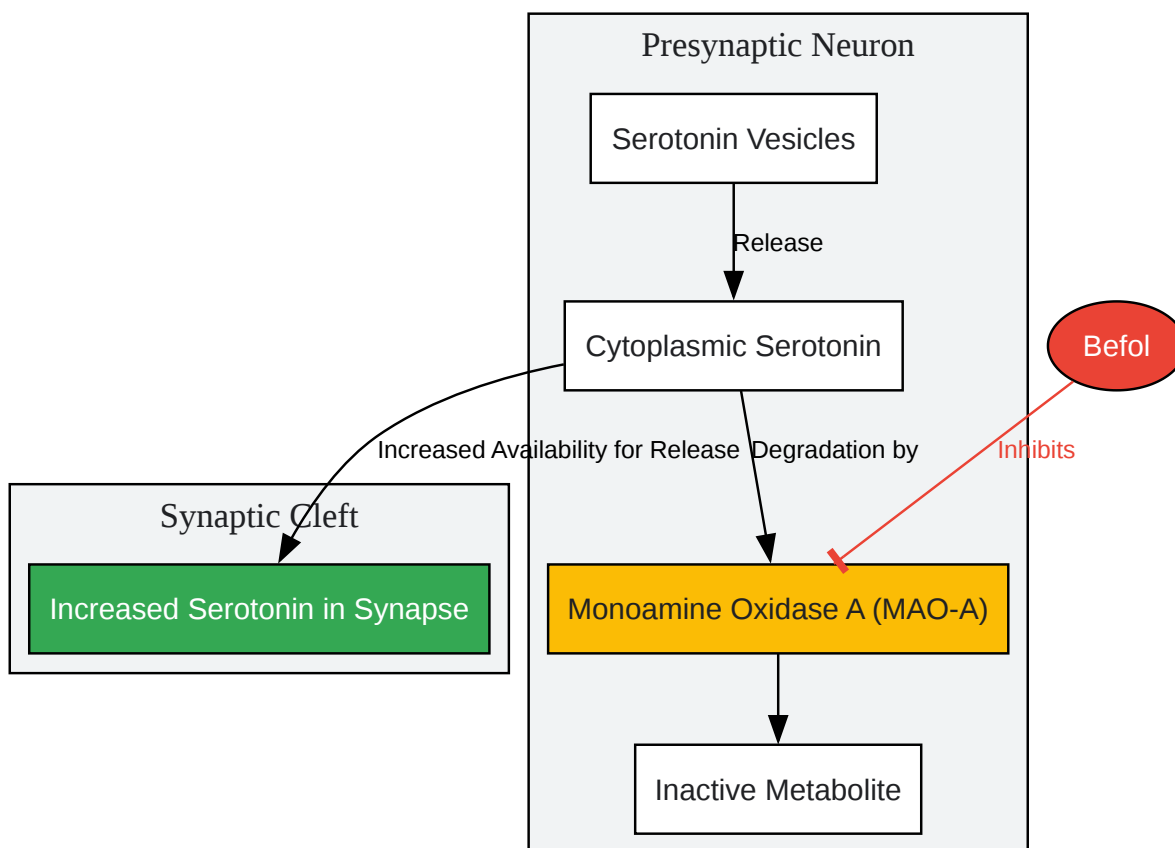 Presynaptic Neuron
Serotonin Vesicles
Release
Cytoplasmic Serotonin
Befol
Increased Availability for Release
Degradation by
Inhibits
Synaptic Cleft
Increased Serotonin in Synapse
Monoamine Oxidase A (MAO-A)
Inactive Metabolite